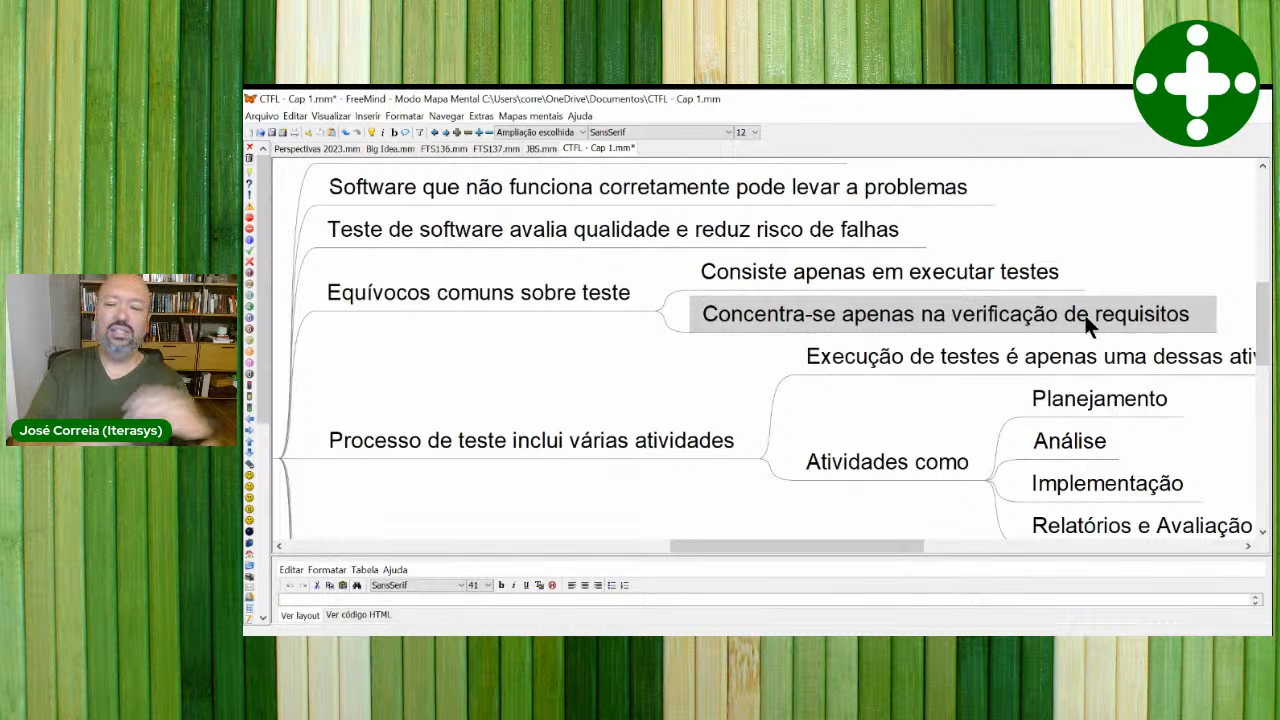 CTFL - Cap 1.mm* - FreeMind - Modo Mapa Mental C:\Users\corre\OneDrive\Documentos\CTFL - Cap 1.mm
Arquivo Editar Visualizar Inserir Formatar Navegar Extras Mapas mentais Ajuda
Ampliação escolhida SansSerif 12
Perspectivas 2023.mm Big Idea.mm FTS136.mm FTS137.mm JB5.mm CTFL - Cap 1.mm*
Software que não funciona corretamente pode levar a problemas
Teste de software avalia qualidade e reduz risco de falhas
Equívocos comuns sobre teste
Consiste apenas em executar testes
Concentra-se apenas na verificação de requisitos
Processo de teste inclui várias atividades
Execução de testes é apenas uma dessas ativ
Atividades como
Planejamento
Análise
Implementação
Relatórios e Avaliação
José Correia (Iterasys)
Editar Formatar Tabela Ajuda
SansSerif 41
Ver layout Ver código HTML